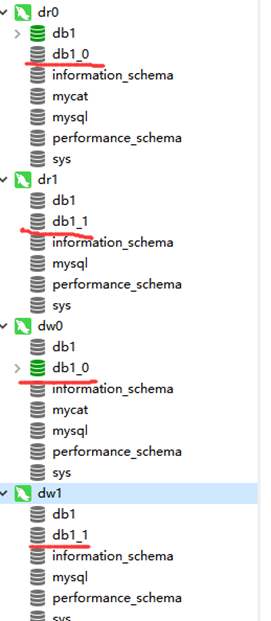 dr0
db1
db1_0
information_schema
mycat
mysql
performance_schema
sys
dr1
db1
db1_1
information_schema
mysql
performance_schema
sys
dw0
db1
db1_0
information_schema
mycat
mysql
performance_schema
sys
dw1
db1
db1_1
information_schema
mysql
performance_schema
sys